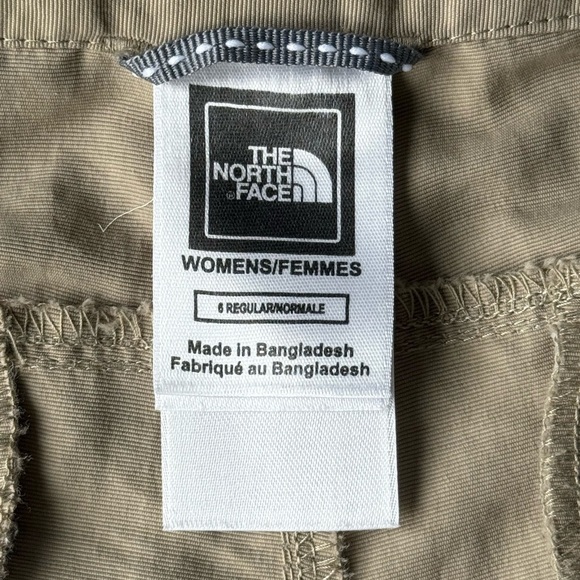 THE
NORTH
®FACE
WOMENS/FEMMES
6 REGULAR/NORMALE
Made in Bangladesh
Fabriqué au Bangladesh